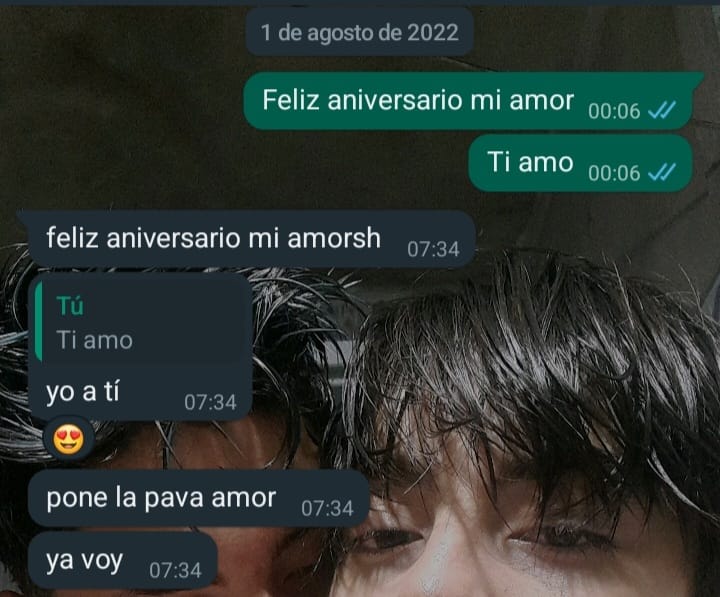 1 de agosto de 2022
Feliz aniversario mi amor 00:06
Ti amo 00:06
feliz aniversario mi amorsh 07:34
Tú
Ti amo
yo a tí 07:34
pone la pava amor 07:34
ya voy 07:34